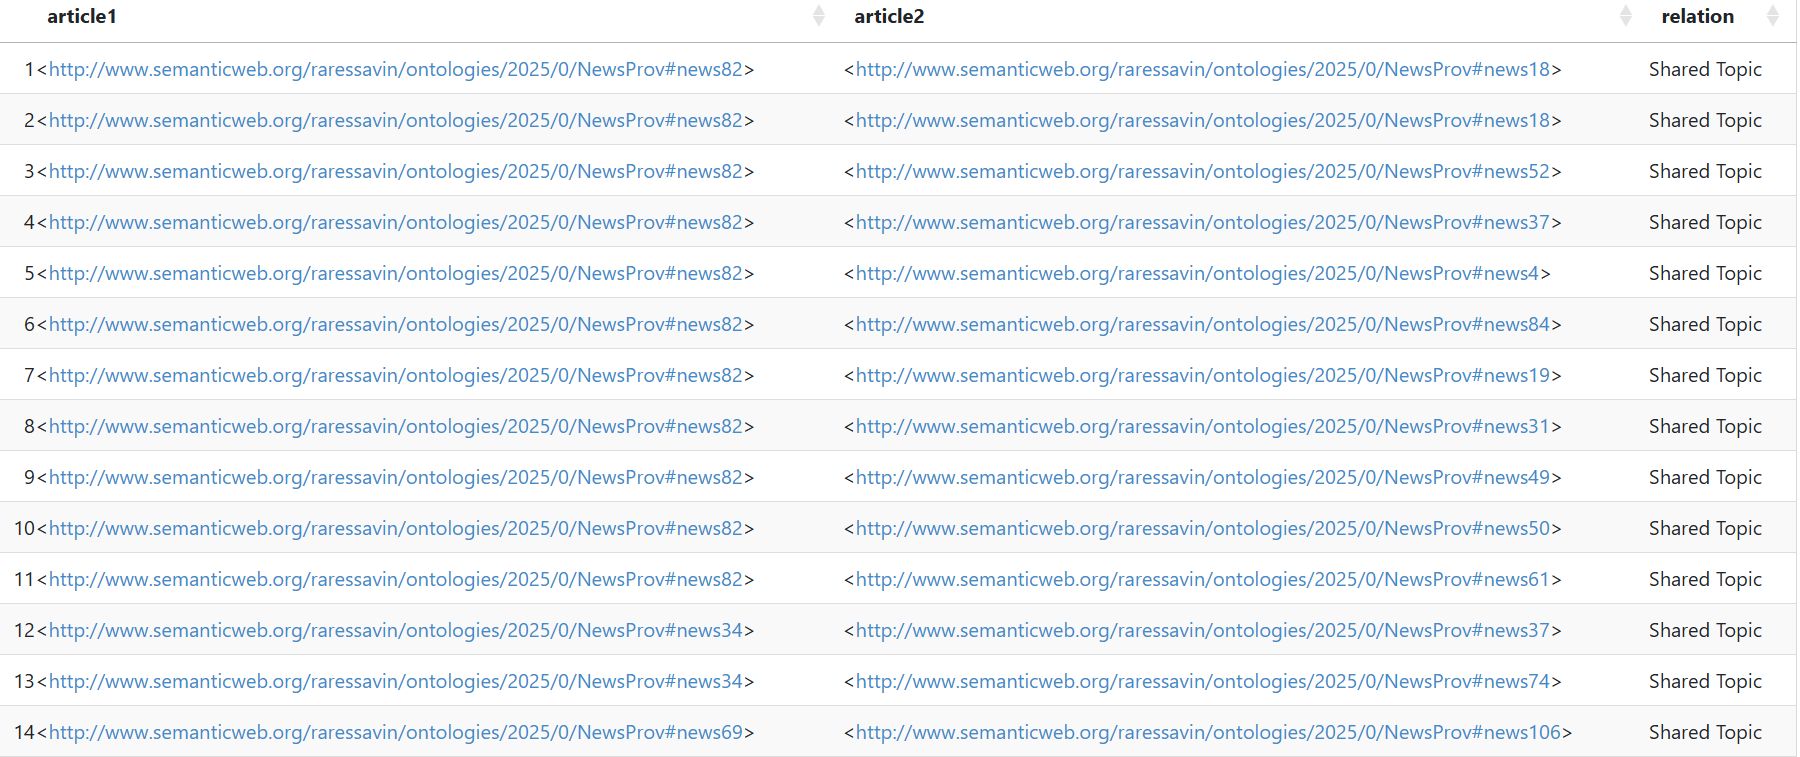 article1 article2 relation
1 <http://www.semanticweb.org/raressavin/ontologies/2025/0/NewsProv#news82> <http://www.semanticweb.org/raressavin/ontologies/2025/0/NewsProv#news18> Shared Topic
2 <http://www.semanticweb.org/raressavin/ontologies/2025/0/NewsProv#news82> <http://www.semanticweb.org/raressavin/ontologies/2025/0/NewsProv#news18> Shared Topic
3 <http://www.semanticweb.org/raressavin/ontologies/2025/0/NewsProv#news82> <http://www.semanticweb.org/raressavin/ontologies/2025/0/NewsProv#news52> Shared Topic
4 <http://www.semanticweb.org/raressavin/ontologies/2025/0/NewsProv#news82> <http://www.semanticweb.org/raressavin/ontologies/2025/0/NewsProv#news37> Shared Topic
5 <http://www.semanticweb.org/raressavin/ontologies/2025/0/NewsProv#news82> <http://www.semanticweb.org/raressavin/ontologies/2025/0/NewsProv#news4> Shared Topic
6 <http://www.semanticweb.org/raressavin/ontologies/2025/0/NewsProv#news82> <http://www.semanticweb.org/raressavin/ontologies/2025/0/NewsProv#news84> Shared Topic
7 <http://www.semanticweb.org/raressavin/ontologies/2025/0/NewsProv#news82> <http://www.semanticweb.org/raressavin/ontologies/2025/0/NewsProv#news19> Shared Topic
8 <http://www.semanticweb.org/raressavin/ontologies/2025/0/NewsProv#news82> <http://www.semanticweb.org/raressavin/ontologies/2025/0/NewsProv#news31> Shared Topic
9 <http://www.semanticweb.org/raressavin/ontologies/2025/0/NewsProv#news82> <http://www.semanticweb.org/raressavin/ontologies/2025/0/NewsProv#news49> Shared Topic
10 <http://www.semanticweb.org/raressavin/ontologies/2025/0/NewsProv#news82> <http://www.semanticweb.org/raressavin/ontologies/2025/0/NewsProv#news50> Shared Topic
11 <http://www.semanticweb.org/raressavin/ontologies/2025/0/NewsProv#news82> <http://www.semanticweb.org/raressavin/ontologies/2025/0/NewsProv#news61> Shared Topic
12 <http://www.semanticweb.org/raressavin/ontologies/2025/0/NewsProv#news34> <http://www.semanticweb.org/raressavin/ontologies/2025/0/NewsProv#news37> Shared Topic
13 <http://www.semanticweb.org/raressavin/ontologies/2025/0/NewsProv#news34> <http://www.semanticweb.org/raressavin/ontologies/2025/0/NewsProv#news74> Shared Topic
14 <http://www.semanticweb.org/raressavin/ontologies/2025/0/NewsProv#news69> <http://www.semanticweb.org/raressavin/ontologies/2025/0/NewsProv#news106> Shared Topic